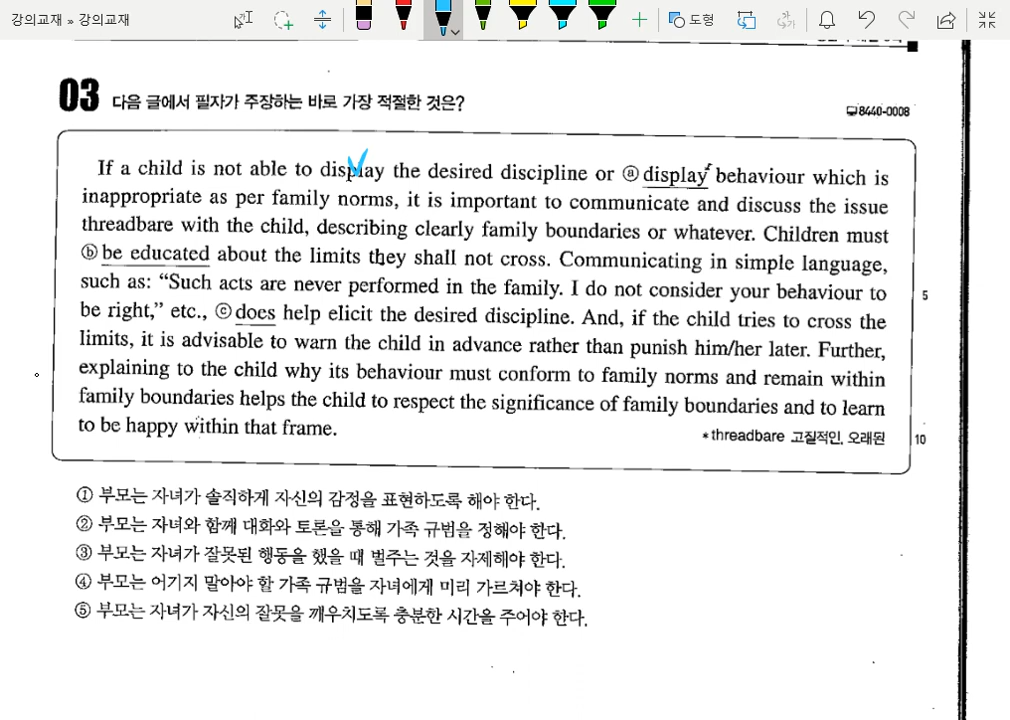 강의교재 » 강의교재
도형
03 다음 글에서 필자가 주장하는 바로 가장 적절한 것은?
8440-0008
If a child is not able to display the desired discipline or ⓐ display behaviour which is
inappropriate as per family norms, it is important to communicate and discuss the issue
threadbare with the child, describing clearly family boundaries or whatever. Children must
ⓑ be educated about the limits they shall not cross. Communicating in simple language,
such as: “Such acts are never performed in the family. I do not consider your behaviour to
5
be right,” etc., ⓒ does help elicit the desired discipline. And, if the child tries to cross the
limits, it is advisable to warn the child in advance rather than punish him/her later. Further,
explaining to the child why its behaviour must conform to family norms and remain within
family boundaries helps the child to respect the significance of family boundaries and to learn
to be happy within that frame.
*threadbare 고질적인, 오래된
10
① 부모는 자녀가 솔직하게 자신의 감정을 표현하도록 해야 한다.
② 부모는 자녀와 함께 대화와 토론을 통해 가족 규범을 정해야 한다.
③ 부모는 자녀가 잘못된 행동을 했을 때 벌주는 것을 자제해야 한다.
④ 부모는 어기지 말아야 할 가족 규범을 자녀에게 미리 가르쳐야 한다.
⑤ 부모는 자녀가 자신의 잘못을 깨우치도록 충분한 시간을 주어야 한다.